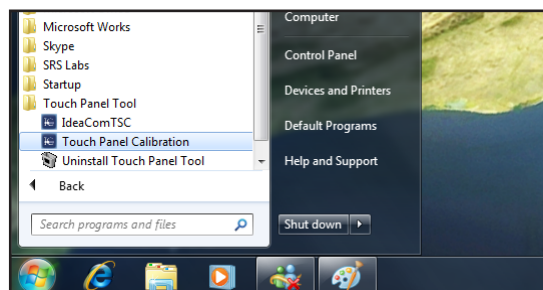 Microsoft Works
Skype
SRS Labs
Startup
Touch Panel Tool
IdeaComTSC
Touch Panel Calibration
Uninstall Touch Panel Tool
Back
Search programs and files
Computer
Control Panel
Devices and Printers
Default Programs
Help and Support
Shut down